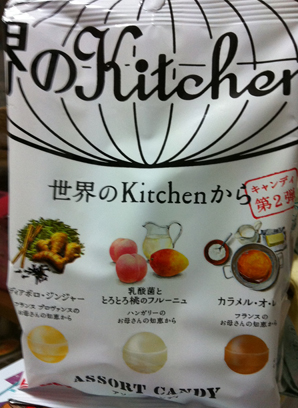 界のKitchen
世界のKitchenから
キャンディ
第2弾
ディアボロ・ジンジャー
フランス プロヴァンスの
お母さんの知恵から
乳酸菌と
とろとろ桃のフルーニュ
ハンガリーの
お母さんの知恵から
カラメル・オ・レ
フランスの
お母さんの知恵から
ASSORT CANDY